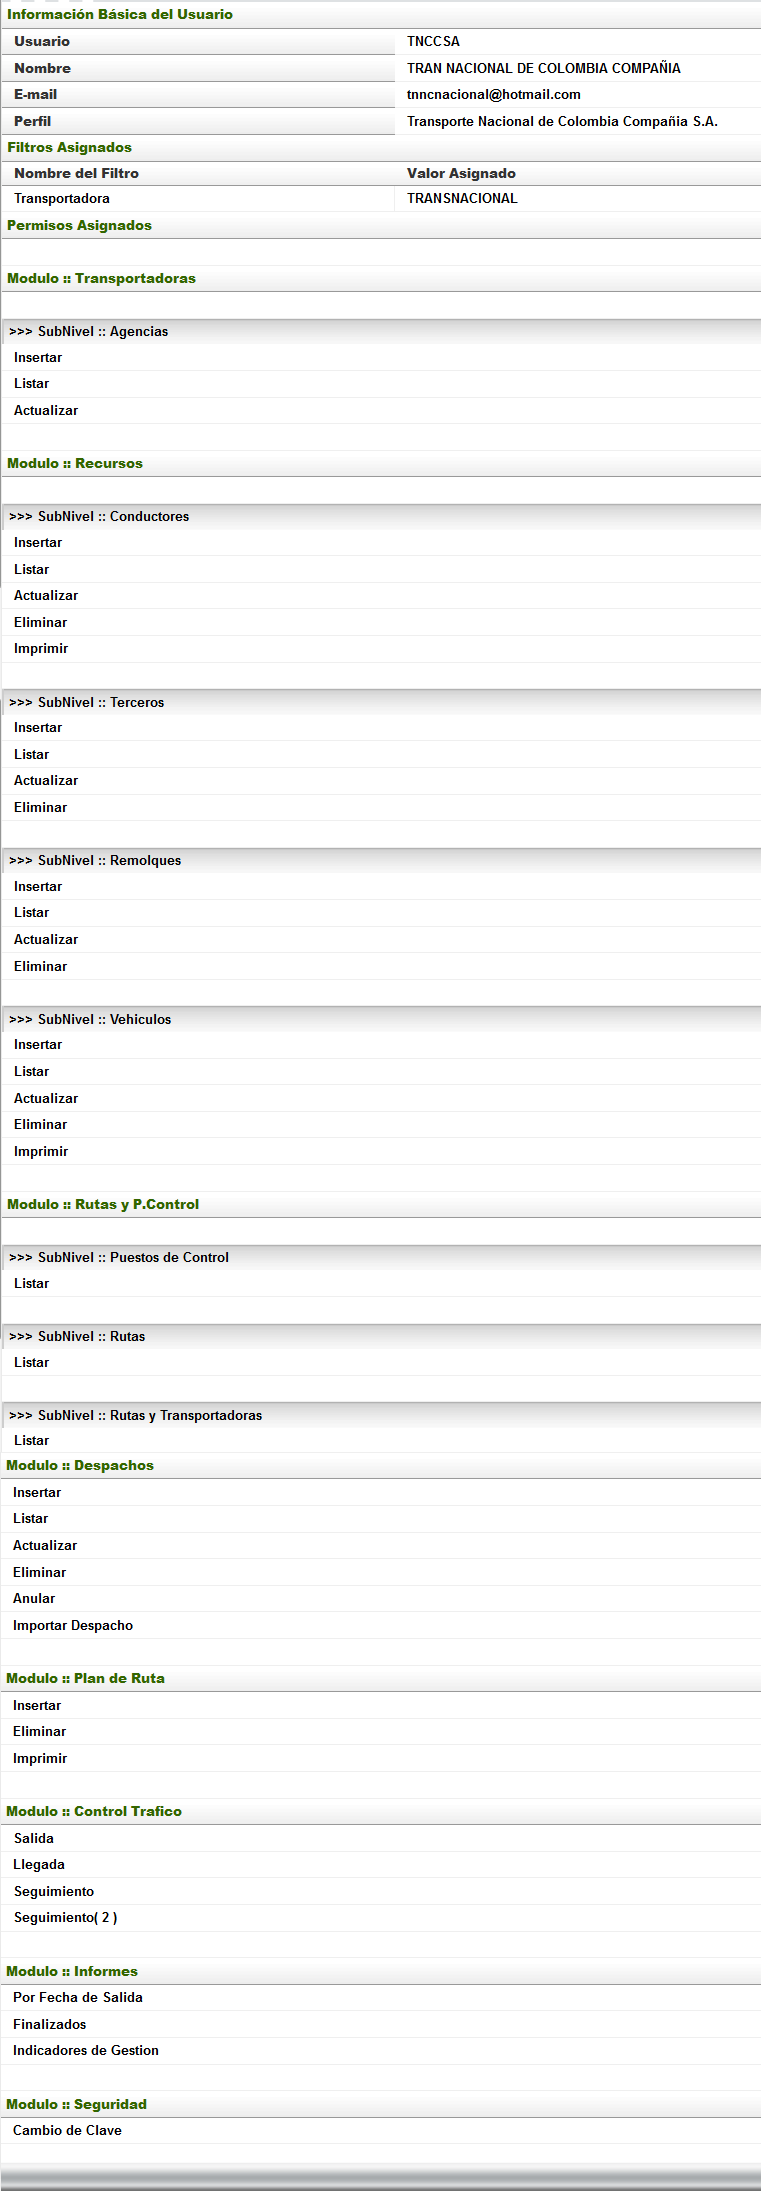 Información Básica del Usuario
Usuario TNCCSA
Nombre TRAN NACIONAL DE COLOMBIA COMPAÑIA
E-mail tnncnacional@hotmail.com
Perfil Transporte Nacional de Colombia Compañia S.A.
Filtros Asignados
Nombre del Filtro Valor Asignado
Transportadora TRANSNACIONAL
Permisos Asignados
Modulo :: Transportadoras
>>> SubNivel :: Agencias
Insertar
Listar
Actualizar
Modulo :: Recursos
>>> SubNivel :: Conductores
Insertar
Listar
Actualizar
Eliminar
Imprimir
>>> SubNivel :: Terceros
Insertar
Listar
Actualizar
Eliminar
>>> SubNivel :: Remolques
Insertar
Listar
Actualizar
Eliminar
>>> SubNivel :: Vehiculos
Insertar
Listar
Actualizar
Eliminar
Imprimir
Modulo :: Rutas y P.Control
>>> SubNivel :: Puestos de Control
Listar
>>> SubNivel :: Rutas
Listar
>>> SubNivel :: Rutas y Transportadoras
Listar
Modulo :: Despachos
Insertar
Listar
Actualizar
Eliminar
Anular
Importar Despacho
Modulo :: Plan de Ruta
Insertar
Eliminar
Imprimir
Modulo :: Control Trafico
Salida
Llegada
Seguimiento
Seguimiento( 2 )
Modulo :: Informes
Por Fecha de Salida
Finalizados
Indicadores de Gestion
Modulo :: Seguridad
Cambio de Clave